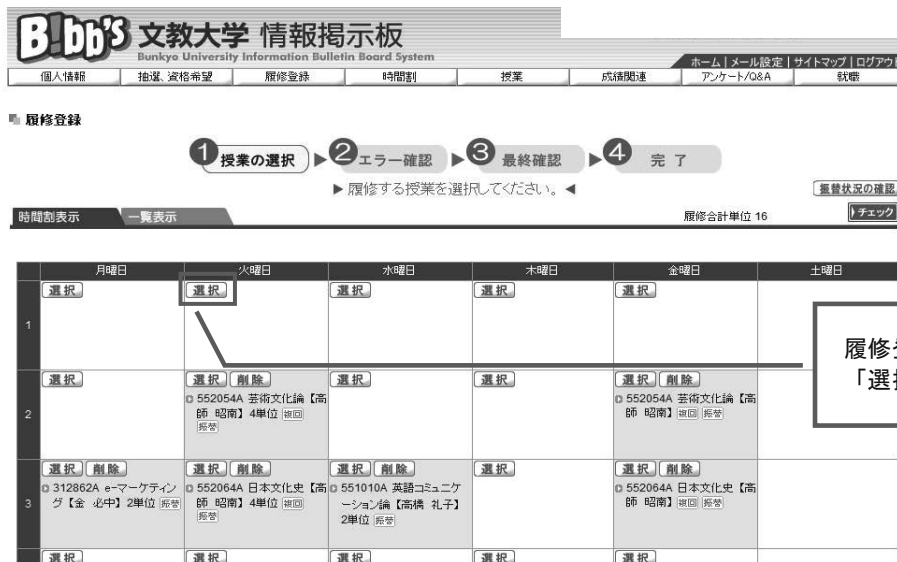 B!bb's 文教大学 情報掲示板
Bunkyo University Information Bulletin Board System
ホーム | メール設定 | サイトマップ | ログアウト
個人情報 抽選、資格希望 履修登録 時間割 授業 成績関連 アンケート/Q&A 就職
履修登録
1 授業の選択 ▶ 2 エラー確認 ▶ 3 最終確認 ▶ 4 完了
▶ 履修する授業を選択してください。 ◀
振替状況の確認
時間割表示 一覧表示 履修合計単位 16 チェック
月曜日 火曜日 水曜日 木曜日 金曜日 土曜日
選択 選択 選択 選択 選択
1
履修
「選
選択 選択 削除 選択 選択 選択 削除
2
552054A 芸術文化論【高
師 昭南】4単位 複回
振替
552054A 芸術文化論【高
師 昭南】 複回 振替
選択 削除 選択 削除 選択 削除 選択 選択 削除
3
312862A e-マーケティン
グ【金 必中】2単位 振替
552064A 日本文化史【高
師 昭南】4単位 複回
振替
551010A 英語コミュニケ
ーション論【高橋 礼子】
2単位 振替
552064A 日本文化史【高
師 昭南】 複回 振替
選択 選択 選択 選択 選択